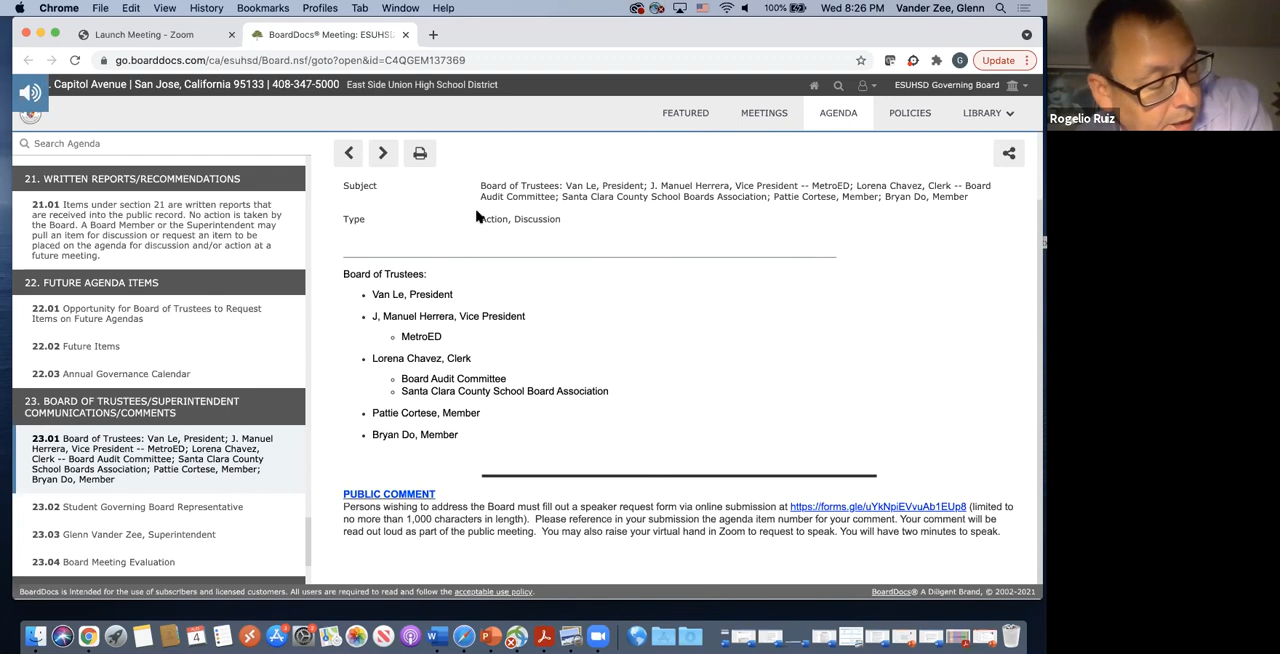 Chrome File Edit View History Bookmarks Profiles Tab Window Help 100% Wed 8:26 PM Vander Zee, Glenn
Launch Meeting - Zoom
BoardDocs® Meeting: ESUHSD
go.boarddocs.com/ca/esuhsd/Board.nsf/goto?open&id=C4QGEM137369
G
Update
Rogelio Ruiz
. Capitol Avenue | San Jose, California 95133 | 408-347-5000 East Side Union High School District
ESUHSD Governing Board
FEATURED MEETINGS AGENDA POLICIES LIBRARY
Search Agenda
21. WRITTEN REPORTS/RECOMMENDATIONS
21.01 Items under section 21 are written reports
that are received into the public record. No action is taken by
the Board. A Board Member or the Superintendent may
pull an item for discussion or request an item to be
placed on the agenda for discussion and/or action at a
future meeting.
22. FUTURE AGENDA ITEMS
22.01 Opportunity for Board of Trustees to Request
Items on Future Agendas
22.02 Future Items
22.03 Annual Governance Calendar
23. BOARD OF TRUSTEES/SUPERINTENDENT
COMMUNICATIONS/COMMENTS
23.01 Board of Trustees: Van Le, President; J. Manuel
Herrera, Vice President -- MetroED; Lorena Chavez,
Clerk -- Board Audit Committee; Santa Clara County
School Boards Association; Pattie Cortese, Member;
Bryan Do, Member
23.02 Student Governing Board Representative
23.03 Glenn Vander Zee, Superintendent
23.04 Board Meeting Evaluation
Subject
Board of Trustees: Van Le, President; J. Manuel Herrera, Vice President -- MetroED; Lorena Chavez, Clerk -- Board
Audit Committee; Santa Clara County School Boards Association; Pattie Cortese, Member; Bryan Do, Member
Type
Action, Discussion
Board of Trustees:
Van Le, President
J, Manuel Herrera, Vice President
MetroED
Lorena Chavez, Clerk
Board Audit Committee
Santa Clara County School Board Association
Pattie Cortese, Member
Bryan Do, Member
PUBLIC COMMENT
Persons wishing to address the Board must fill out a speaker request form via online submission at https://forms.gle/uYkNpiEVvuAb1EUp8 (limited to
no more than 1,000 characters in length). Please reference in your submission the agenda item number for your comment. Your comment will be
read out loud as part of the public meeting. You may also raise your virtual hand in Zoom to request to speak. You will have two minutes to speak.
BoardDocs is intended for the use of subscribers and licensed customers. All users are required to read and follow the acceptable use policy.
BoardDocs® A Diligent Brand, © 2002-2021